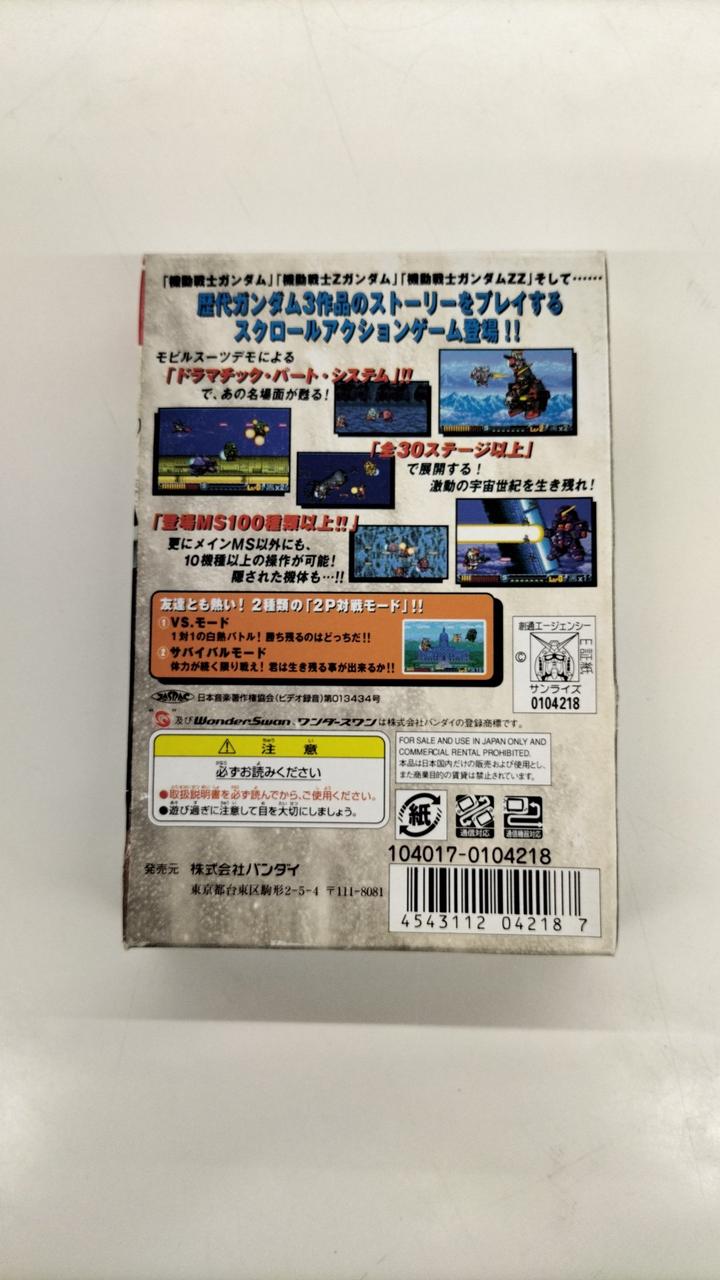 「機動戦士ガンダム」「機動戦士Zガンダム」「機動戦士ガンダムZZ」そして……
歴代ガンダム3作品のストーリーをプレイする
スクロールアクションゲーム登場!!
モビルスーツデモによる
「ドラマチック・パート・システム」!!
で、あの名場面が甦る!
「全30ステージ以上」
で展開する!
激動の宇宙世紀を生き残れ!
「登場MS100種類以上!!」
更にメインMS以外にも、
10機種以上の操作が可能!
隠された機体も…!!
友達とも熱い! 2種類の「2P対戦モード」!!
① VS.モード
1対1の白熱バトル! 勝ち残るのはどっちだ!!
② サバイバルモード
体力が続く限り戦え! 君は生き残る事が出来るか!!
創通エージェンシー
©
サンライズ
E 証紙
0104218
JASRAC 日本音楽著作権協会(ビデオ録音)第013434号
" " 及び WonderSwan、ワンダースワンは株式会社バンダイの登録商標です。
注意
必ずお読みください
●取扱説明書を必ず読んでから、ご使用ください。
●遊び過ぎに注意して目を大切にしましょう。
FOR SALE AND USE IN JAPAN ONLY AND
COMMERCIAL RENTAL PROHIBITED.
本品は日本国内だけの販売および使用とし、
また商業目的の賃貸は禁止されています。
紙
通信対応
通信機器対応
104017-0104218
発売元 株式会社バンダイ
東京都台東区駒形2-5-4 〒111-8081
4543112 04218 7